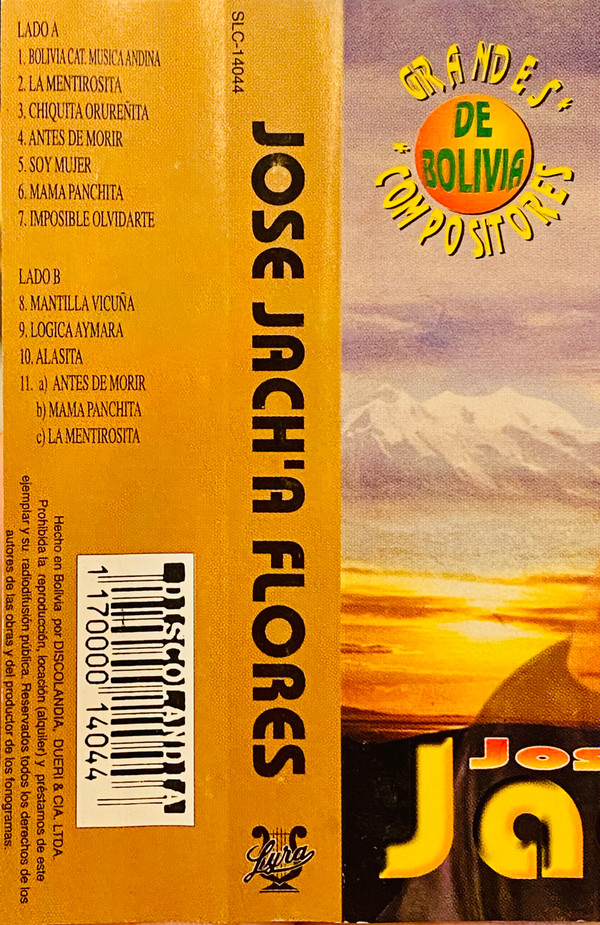 LADO A
1. BOLIVIA CAT. MUSICA ANDINA
2. LA MENTIROSITA
3. CHIQUITA ORUREÑITA
4. ANTES DE MORIR
5. SOY MUJER
6. MAMA PANCHITA
7. IMPOSIBLE OLVIDARTE
LADO B
8. MANTILLA VICUÑA
9. LOGICA AYMARA
10. ALASITA
11. a) ANTES DE MORIR
b) MAMA PANCHITA
c) LA MENTIROSITA
DISCOLANDIA
1 170000 14044
Hecho en Bolivia por DISCOLANDIA, DUERI & CIA. LTDA.
Prohibida la reproducción, locación (alquiler) y préstamos de este
ejemplar y su radiodifusión pública. Reservados todos los derechos de los
autores de las obras y del productor de los fonogramas.
SLC-14044
JOSE JACH'A FLORES
Lyra
GRANDES
DE
BOLIVIA
COMPOSITORES
Jos
Ja